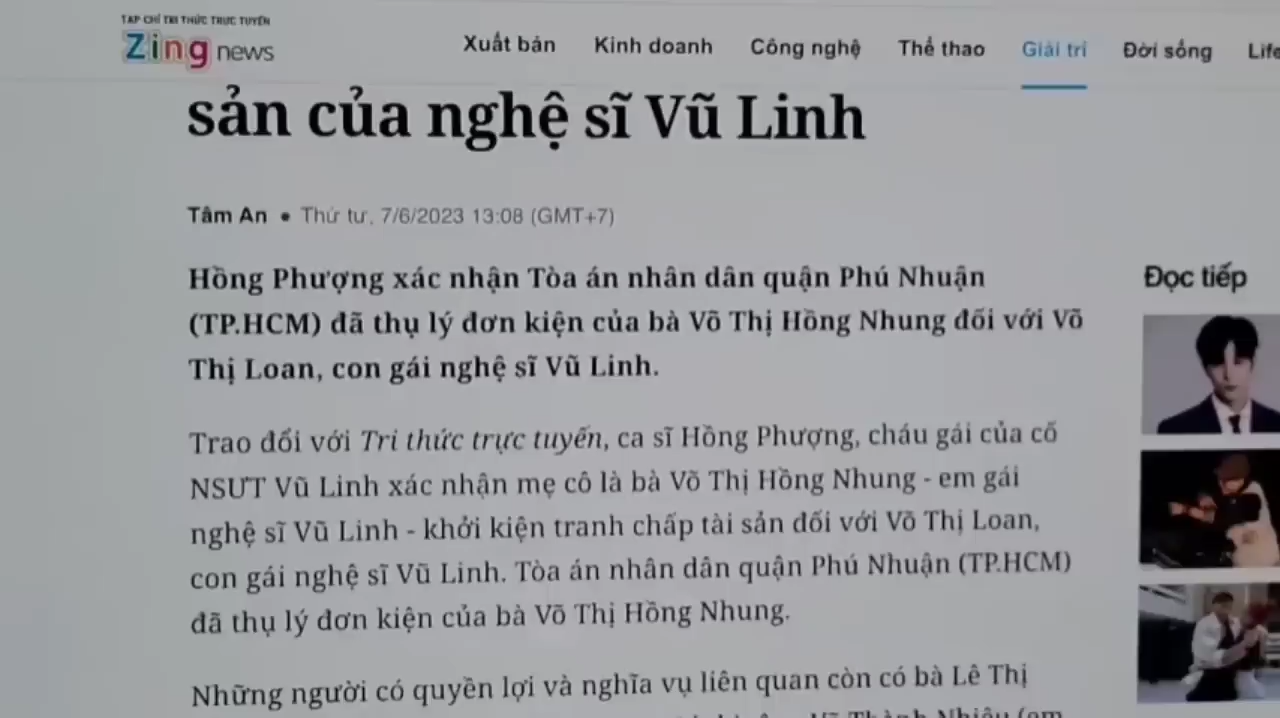 TẠP CHÍ TRI THỨC TRỰC TUYẾN
Zing news
Xuất bản Kinh doanh Công nghệ Thể thao Giải trí Đời sống Life
sản của nghệ sĩ Vũ Linh
Tâm An • Thứ tư, 7/6/2023 13:08 (GMT+7)
Hồng Phượng xác nhận Tòa án nhân dân quận Phú Nhuận
(TP.HCM) đã thụ lý đơn kiện của bà Võ Thị Hồng Nhung đối với Võ
Thị Loan, con gái nghệ sĩ Vũ Linh.
Đọc tiếp
Trao đổi với Tri thức trực tuyến, ca sĩ Hồng Phượng, cháu gái của cố
NSƯT Vũ Linh xác nhận mẹ cô là bà Võ Thị Hồng Nhung - em gái
nghệ sĩ Vũ Linh - khởi kiện tranh chấp tài sản đối với Võ Thị Loan,
con gái nghệ sĩ Vũ Linh. Tòa án nhân dân quận Phú Nhuận (TP.HCM)
đã thụ lý đơn kiện của bà Võ Thị Hồng Nhung.
Những người có quyền lợi và nghĩa vụ liên quan còn có bà Lê Thị
Thành Nhiêu (em